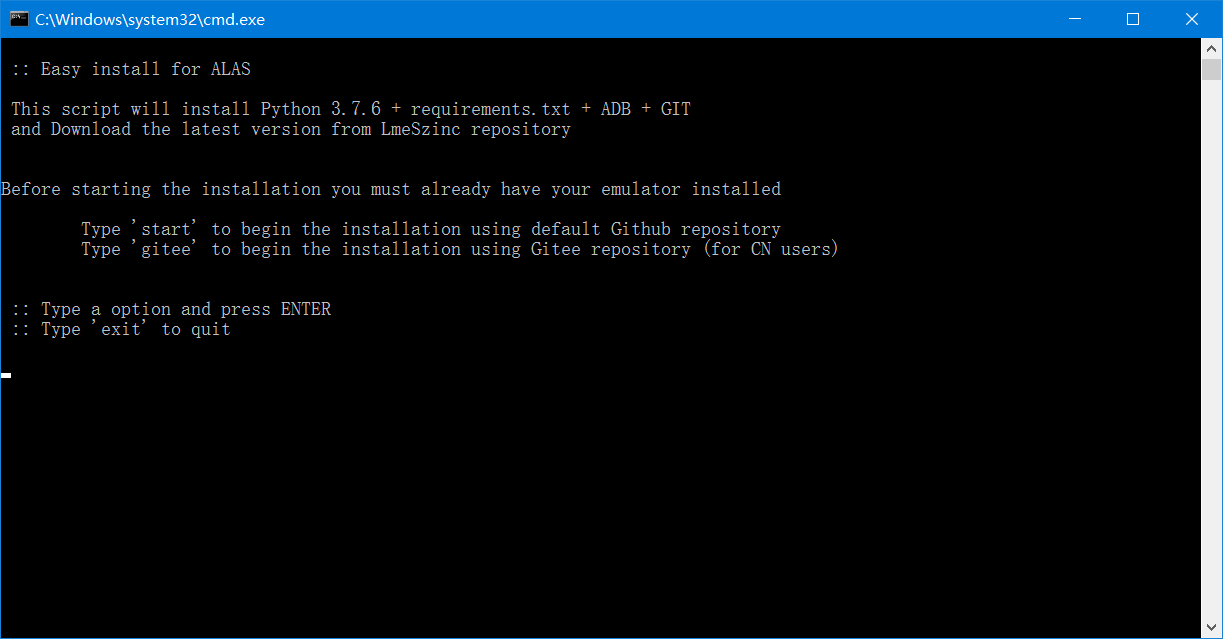 C:\Windows\system32\cmd.exe
:: Easy install for ALAS
This script will install Python 3.7.6 + requirements.txt + ADB + GIT
and Download the latest version from LmeSzinc repository
Before starting the installation you must already have your emulator installed
Type 'start' to begin the installation using default Github repository
Type 'gitee' to begin the installation using Gitee repository (for CN users)
:: Type a option and press ENTER
:: Type 'exit' to quit